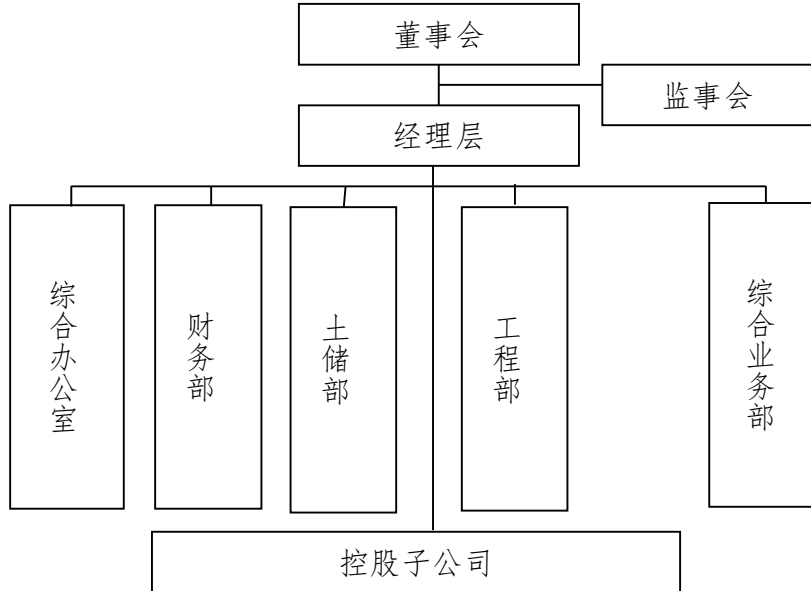 董事会
监事会
经理层
综合办公室
财务部
土储部
工程部
综合业务部
控股子公司